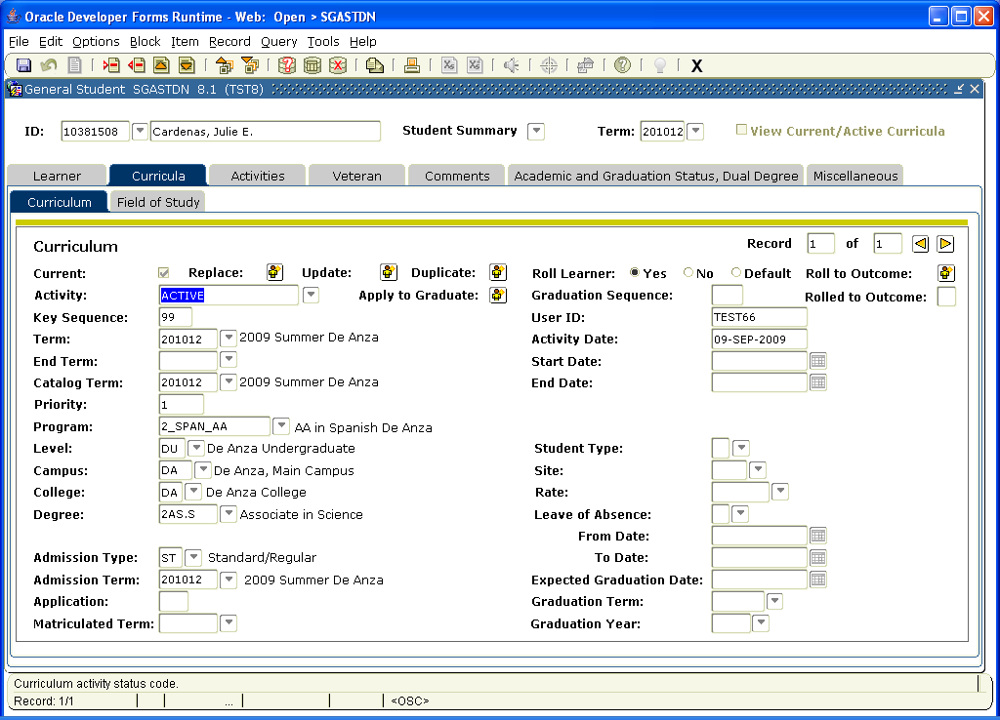 Oracle Developer Forms Runtime - Web: Open > SGASTDN
File Edit Options Block Item Record Query Tools Help
X
General Student SGASTDN 8.1 (TST8)
ID: 10381508 Cardenas, Julie E. Student Summary Term: 201012 View Current/Active Curricula
Learner Curricula Activities Veteran Comments Academic and Graduation Status, Dual Degree Miscellaneous
Curriculum Field of Study
Curriculum Record 1 of 1
Current: Replace: Update: Duplicate: Roll Learner: Yes No Default Roll to Outcome:
Activity: ACTIVE Apply to Graduate: Graduation Sequence: Rolled to Outcome:
Key Sequence: 99 User ID: TEST66
Term: 201012 2009 Summer De Anza Activity Date: 09-SEP-2009
End Term: Start Date:
Catalog Term: 201012 2009 Summer De Anza End Date:
Priority: 1
Program: 2_SPAN_AA AA in Spanish De Anza
Level: DU De Anza Undergraduate Student Type:
Campus: DA De Anza, Main Campus Site:
College: DA De Anza College Rate:
Degree: 2AS.S Associate in Science Leave of Absence:
From Date:
Admission Type: ST Standard/Regular To Date:
Admission Term: 201012 2009 Summer De Anza Expected Graduation Date:
Application: Graduation Term:
Matriculated Term: Graduation Year:
Curriculum activity status code.
Record: 1/1 ... <OSC>